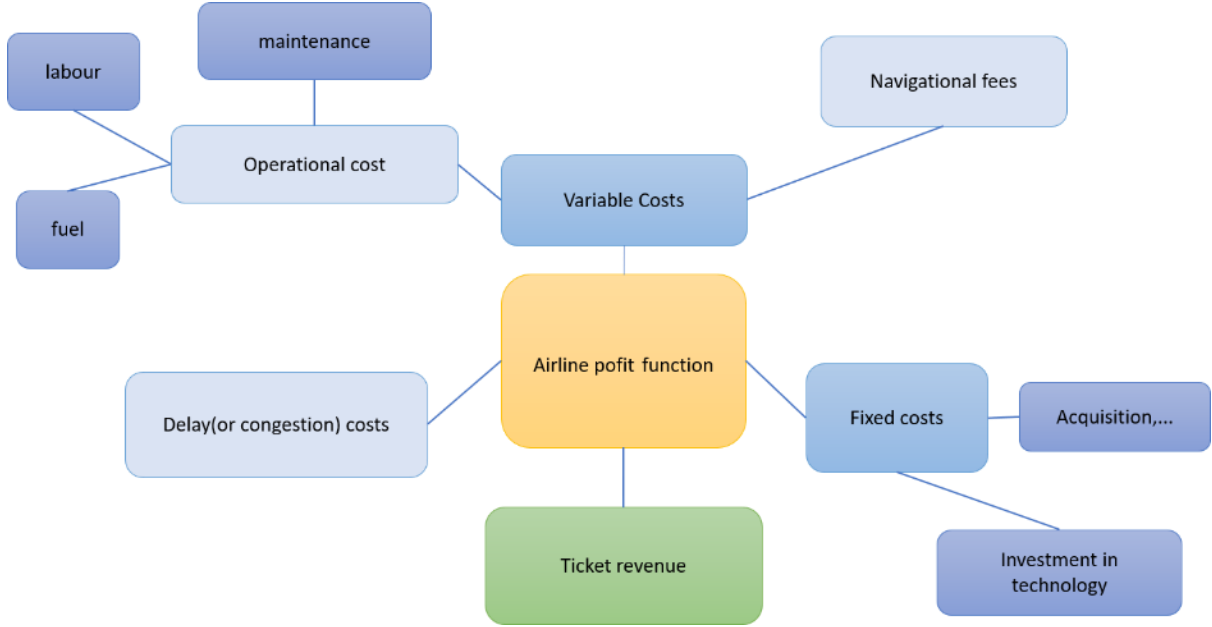 maintenance
labour
Navigational fees
Operational cost
Variable Costs
fuel
Airline pofit function
Delay(or congestion) costs
Fixed costs
Acquisition,...
Ticket revenue
Investment in
technology